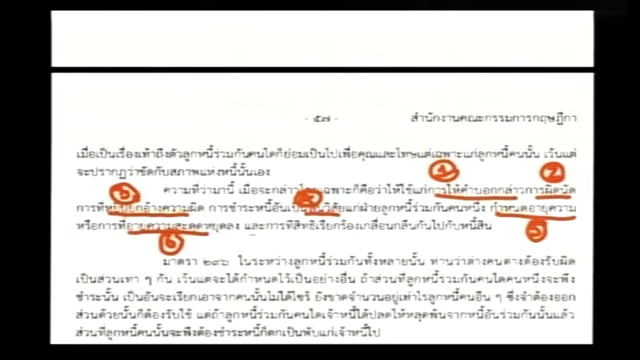 - ๕๗ - สำนักงานคณะกรรมการกฤษฎีกา
เมื่อเป็นเรื่องเท้าถึงตัวลูกหนี้ร่วมกันคนใดก็ย่อมเป็นไปเพื่อคุณและโทษแต่เฉพาะแก่ลูกหนี้คนนั้น เว้นแต่
จะปรากฏว่าขัดกับสภาพแห่งหนี้นั้นเอง
ความที่ว่ามานี้ เมื่อจะกล่าวโดยเฉพาะก็คือว่าให้ใช้แก่การให้คำบอกกล่าวการผิดนัด
การที่หยิบยกอ้างความผิด การชำระหนี้อันเป็นพ้นวิสัยแก่ฝ่ายลูกหนี้ร่วมกันคนหนึ่ง กำหนดอายุความ
หรือการที่อายุความสะดุดหยุดลง และการที่สิทธิเรียกร้องเกลื่อนกลืนกันไปกับหนี้สิน
มาตรา ๒๙๖ ในระหว่างลูกหนี้ร่วมกันทั้งหลายนั้น ท่านว่าต่างคนต่างต้องรับผิด
เป็นส่วนเท่า ๆ กัน เว้นแต่จะได้กำหนดไว้เป็นอย่างอื่น ถ้าส่วนที่ลูกหนี้ร่วมกันคนใดคนหนึ่งจะพึง
ชำระนั้น เป็นอันจะเรียกเอาจากคนนั้นไม่ได้ไซร้ ยังขาดจำนวนอยู่เท่าไรลูกหนี้คนอื่น ๆ ซึ่งจำต้องออก
ส่วนด้วยนั้นก็ต้องรับใช้ แต่ถ้าลูกหนี้ร่วมกันคนใดเจ้าหนี้ได้ปลดให้หลุดพ้นจากหนี้อันร่วมกันนั้นแล้ว
ส่วนที่ลูกหนี้คนนั้นจะพึงต้องชำระหนี้ก็ตกเป็นพับแก่เจ้าหนี้ไป